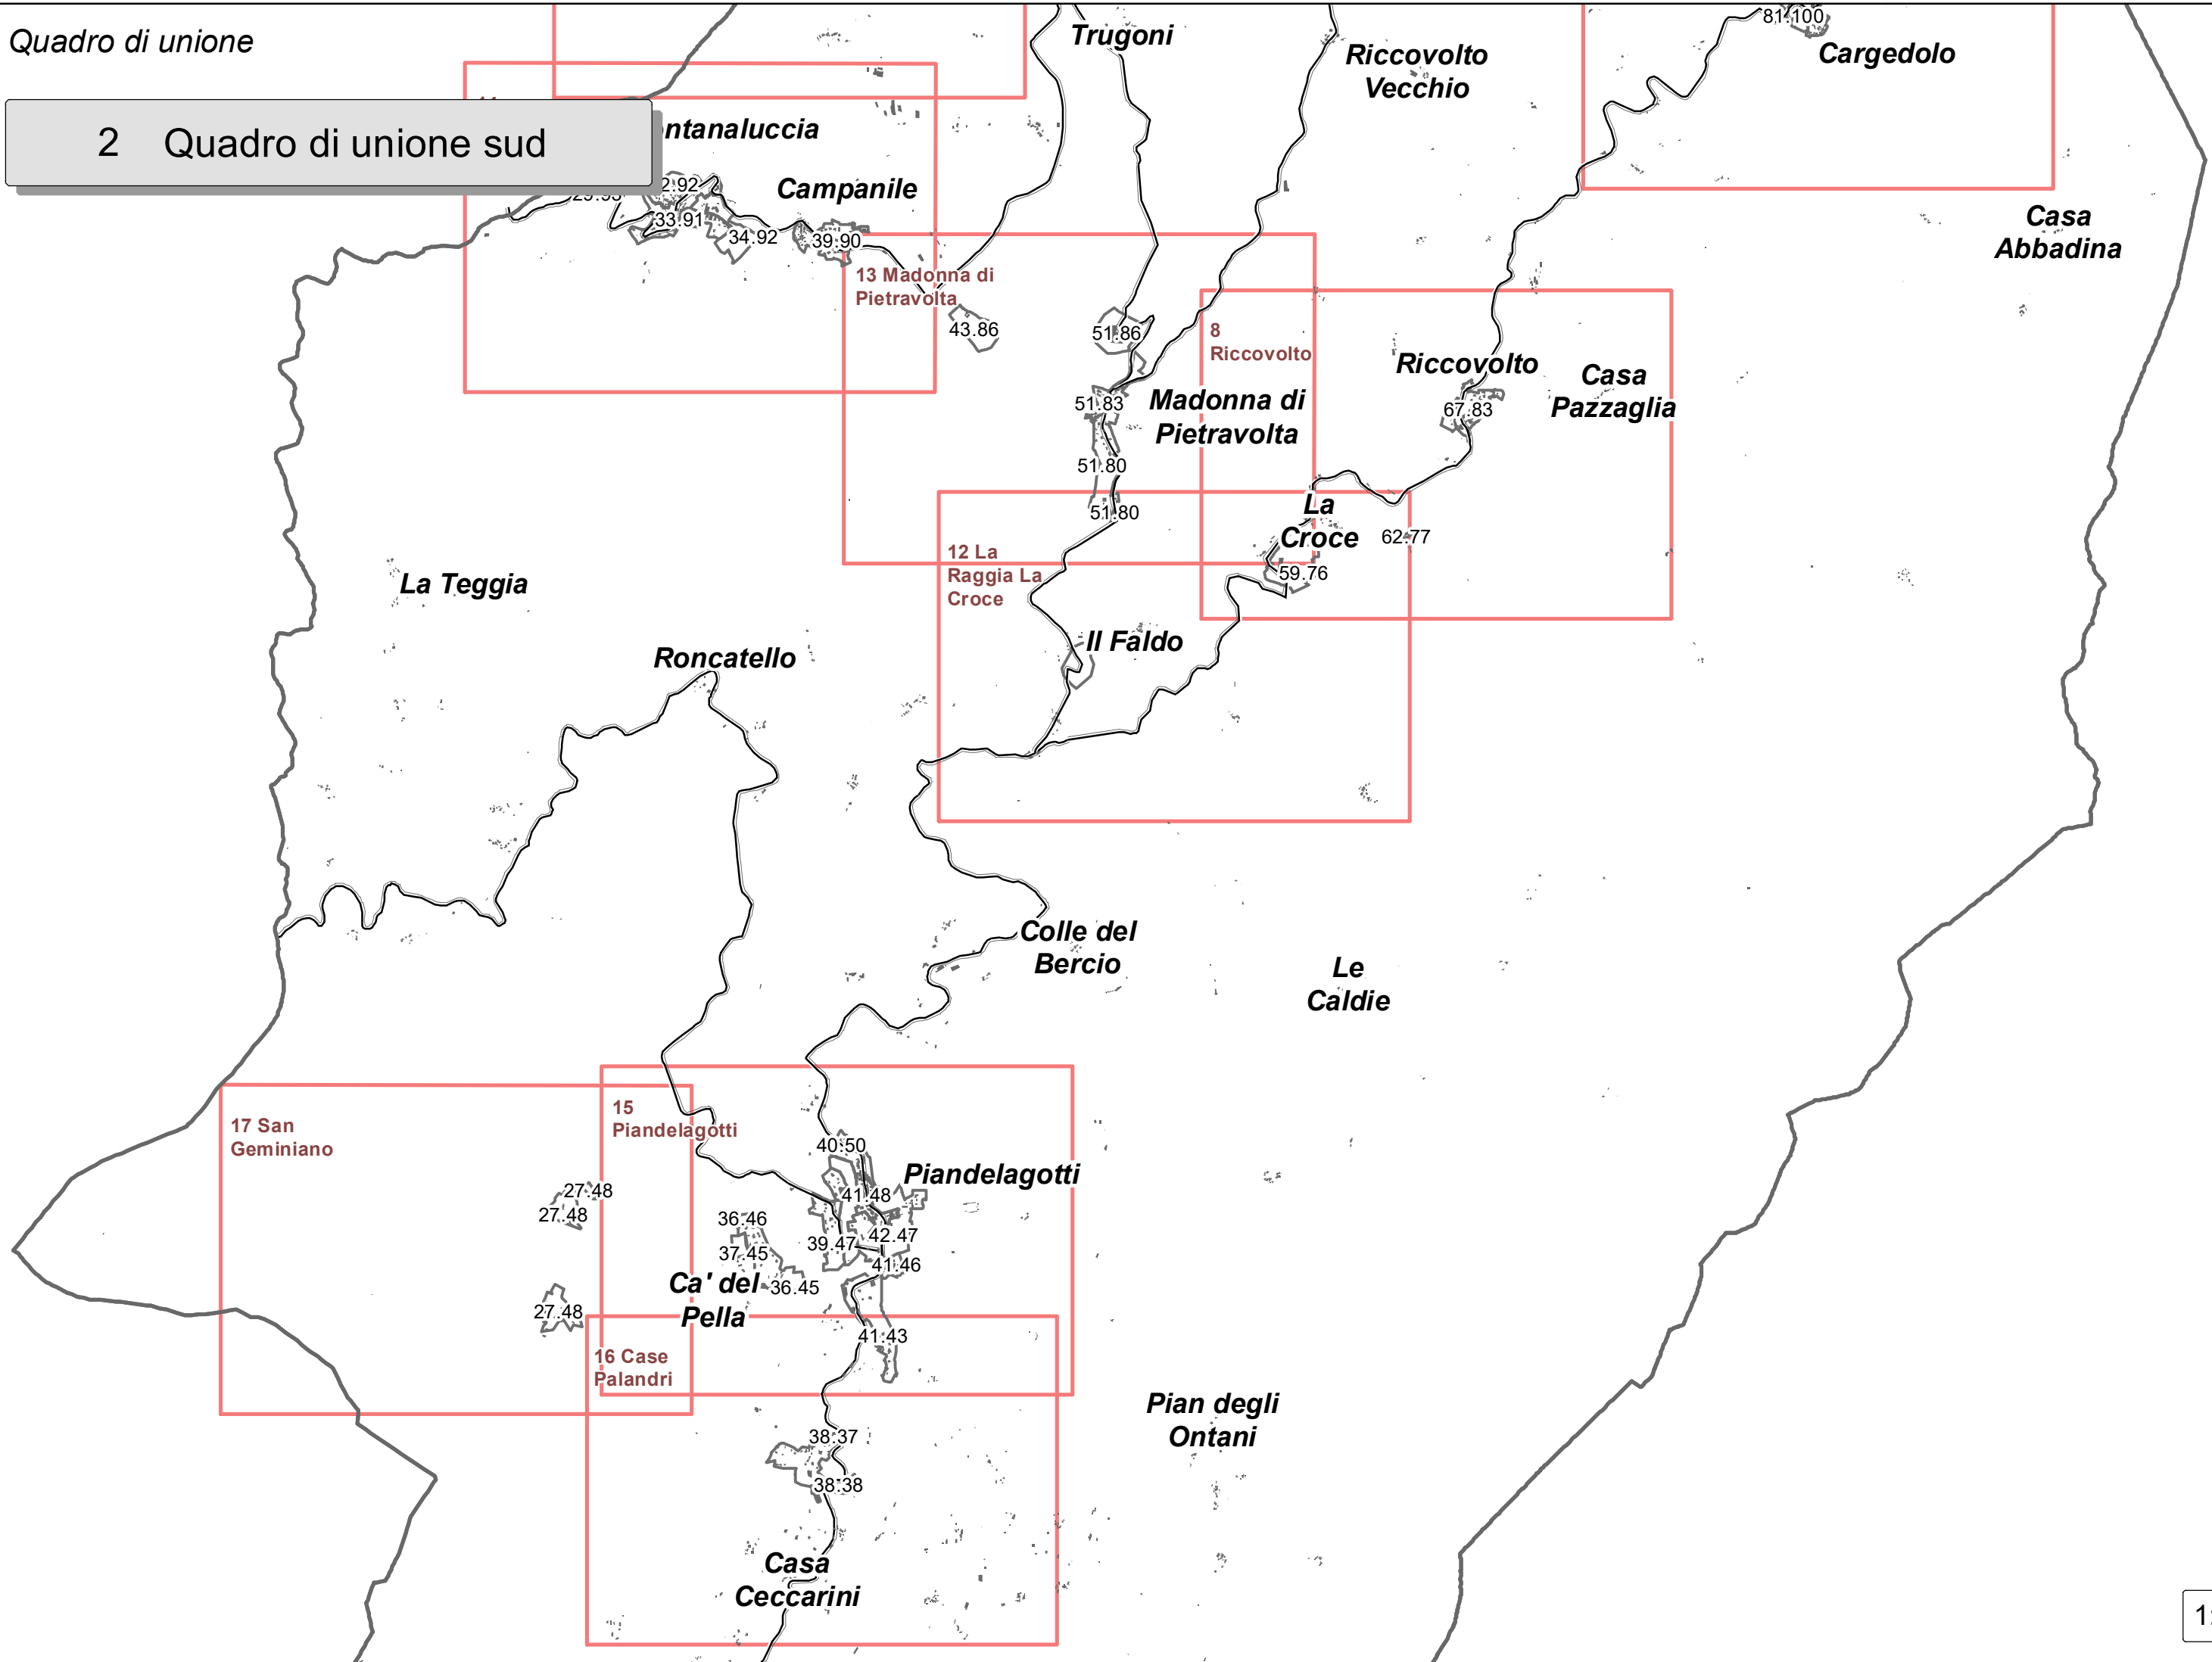 Quadro di unione
2 Quadro di unione sud
Trugoni
Riccovolto
Vecchio
81.100
Cargedolo
ntanaluccia
Campanile
2.92
33.91
34.92
39.90
Casa
Abbadina
13 Madonna di
Pietravolta
43.86
51.86
8
Riccovolto
Riccovolto
Casa
Pazzaglia
67.83
51.83
Madonna di
Pietravolta
51.80
51.80
La
Croce
62.77
59.76
12 La
Raggia La
Croce
La Teggia
Il Faldo
Roncatello
Colle del
Bercio
Le
Caldie
17 San
Geminiano
15
Piandelagotti
40.50
Piandelagotti
27.48
27.48
41.48
36.46
42.47
39.47
37.45
41.46
36.45
Ca' del
Pella
27.48
41.43
16 Case
Palandri
Pian degli
Ontani
38.37
38.38
Casa
Ceccarini